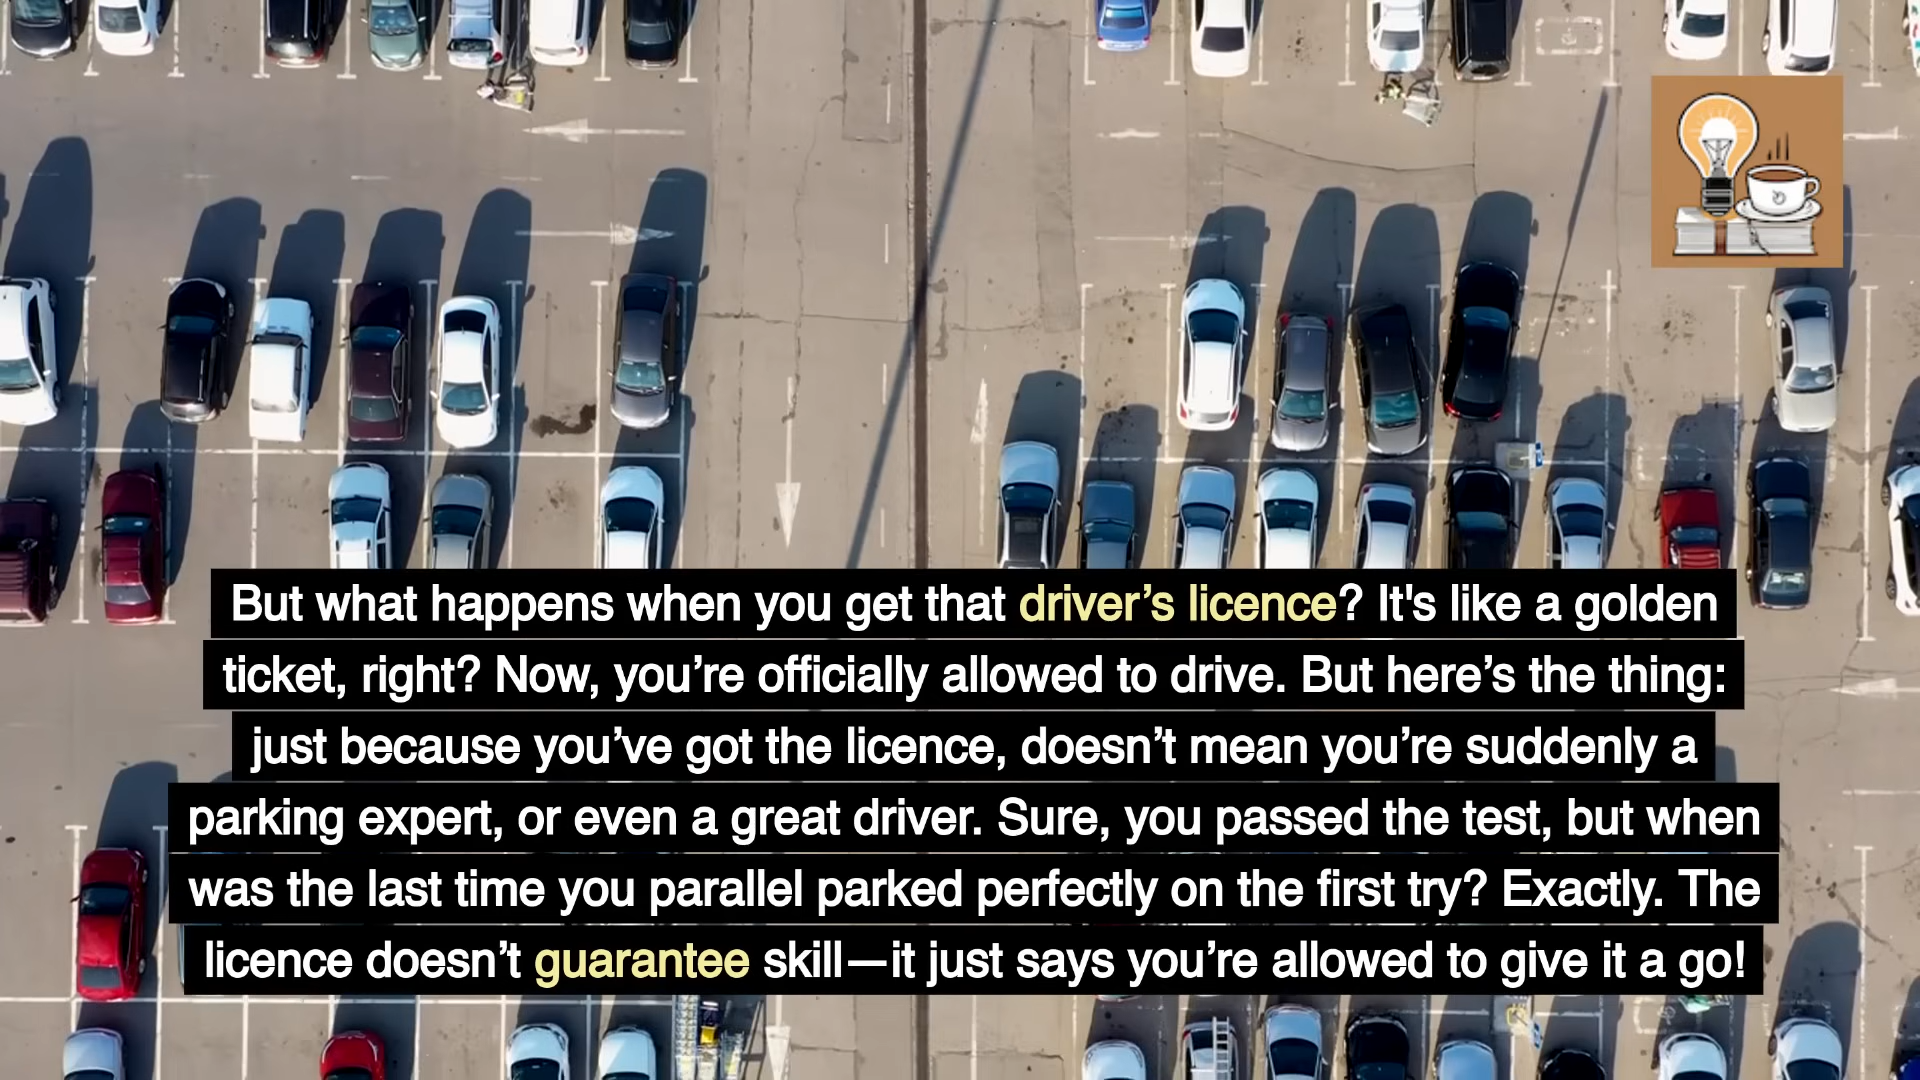 But what happens when you get that driver’s licence? It's like a golden
ticket, right? Now, you’re officially allowed to drive. But here’s the thing:
just because you’ve got the licence, doesn’t mean you’re suddenly a
parking expert, or even a great driver. Sure, you passed the test, but when
was the last time you parallel parked perfectly on the first try? Exactly. The
licence doesn’t guarantee skill—it just says you’re allowed to give it a go!